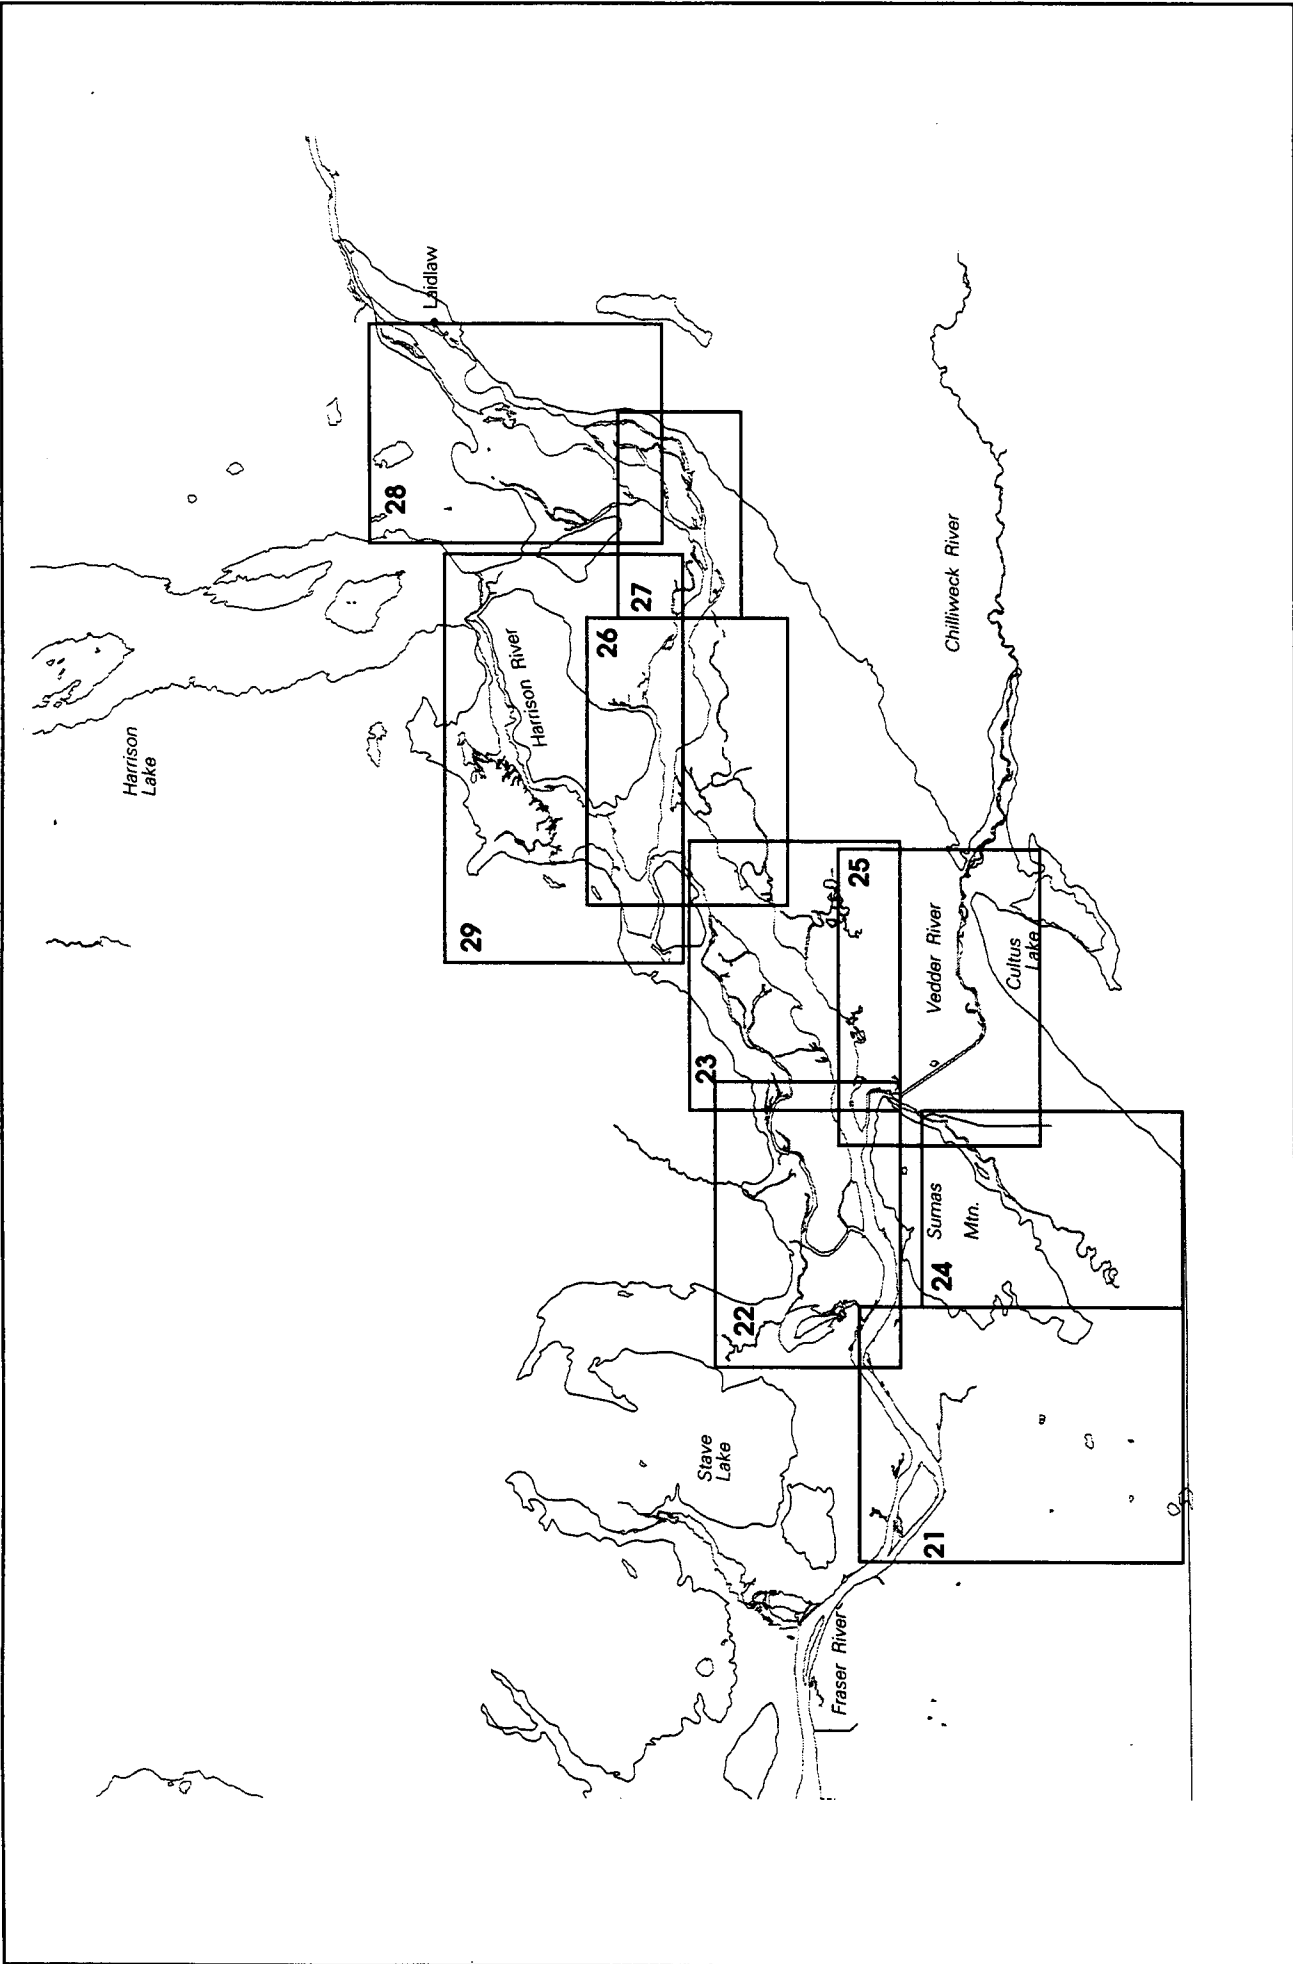 Harrison
Lake
Laidlaw
28
Harrison River
29
27
26
Chilliweck River
25
Vedder River
Cultus
Lake
23
22
Sumas
Mtn.
24
Stave
Lake
21
Fraser River